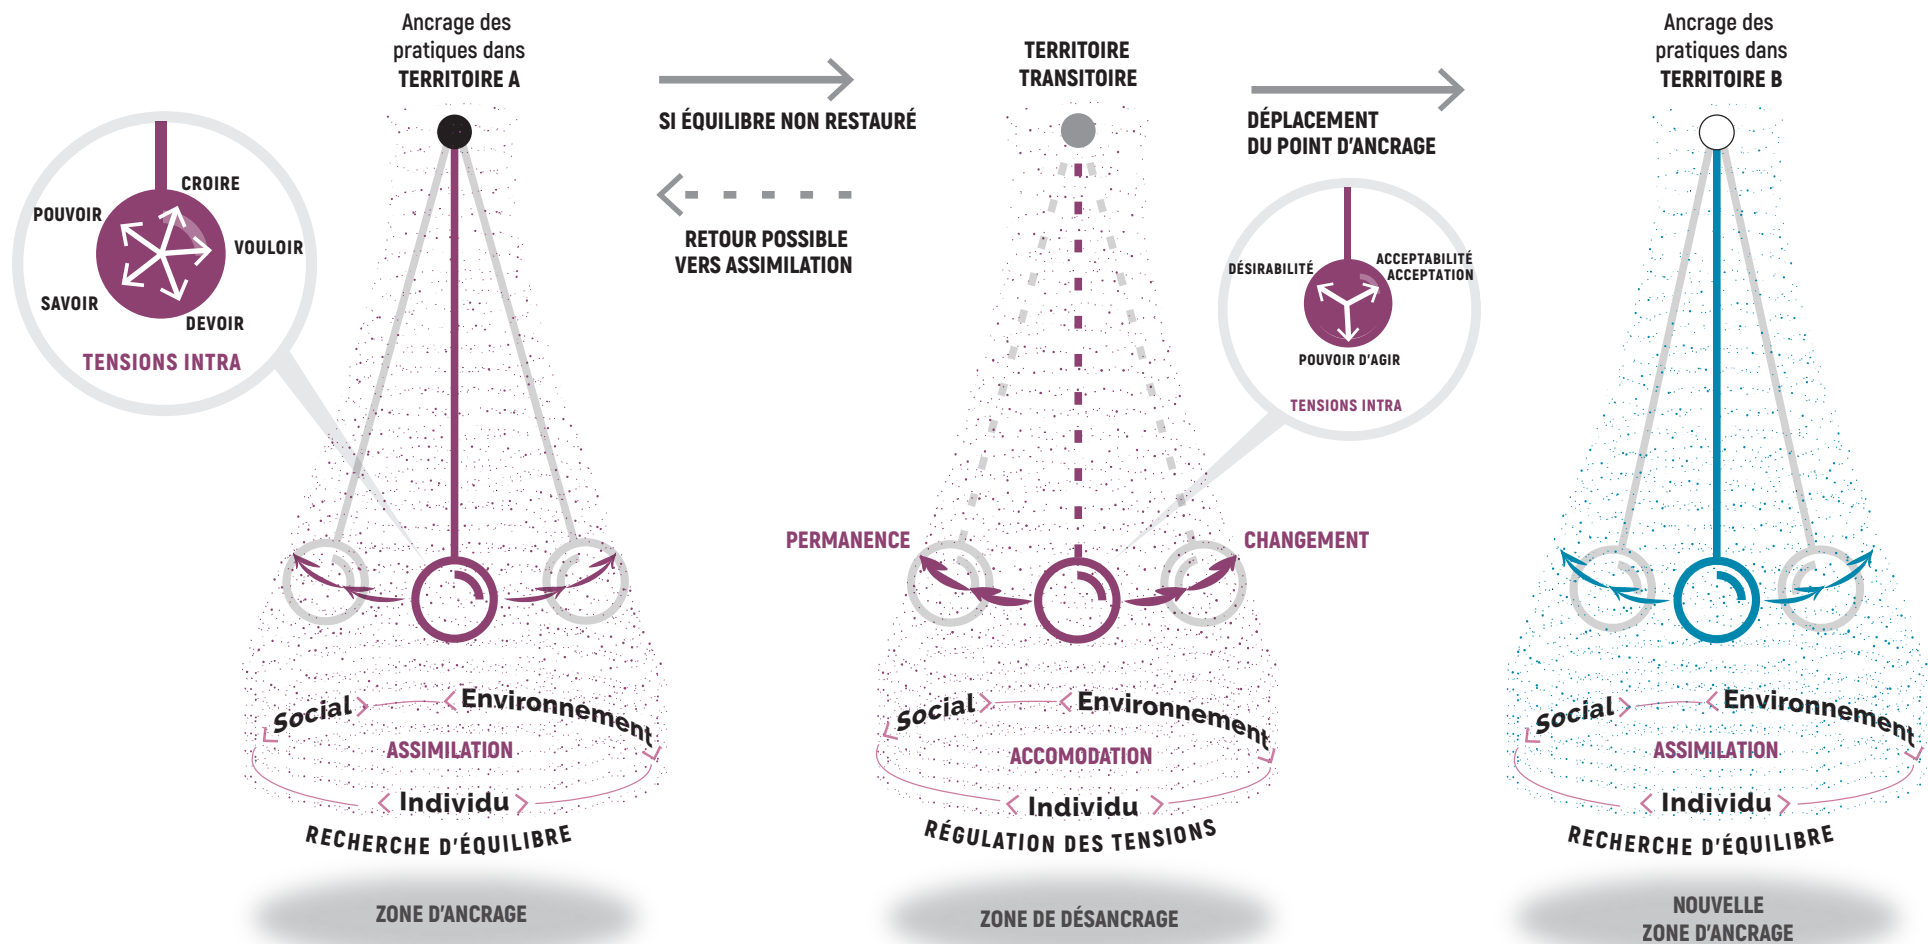 Ancrage des
pratiques dans
TERRITOIRE A
CROIRE
POUVOIR
VOULOIR
SAVOIR
DEVOIR
TENSIONS INTRA
Social
Environnement
ASSIMILATION
Individu
RECHERCHE D'ÉQUILIBRE
ZONE D'ANCRAGE
SI ÉQUILIBRE NON RESTAURÉ
RETOUR POSSIBLE
VERS ASSIMILATION
TERRITOIRE
TRANSITOIRE
PERMANENCE
CHANGEMENT
Social
Environnement
ACCOMODATION
Individu
RÉGULATION DES TENSIONS
ZONE DE DÉSANCRAGE
DÉPLACEMENT
DU POINT D'ANCRAGE
DÉSIRABILITÉ
ACCEPTABILITÉ
ACCEPTATION
POUVOIR D'AGIR
TENSIONS INTRA
Ancrage des
pratiques dans
TERRITOIRE B
Social
Environnement
ASSIMILATION
Individu
RECHERCHE D'ÉQUILIBRE
NOUVELLE
ZONE D'ANCRAGE